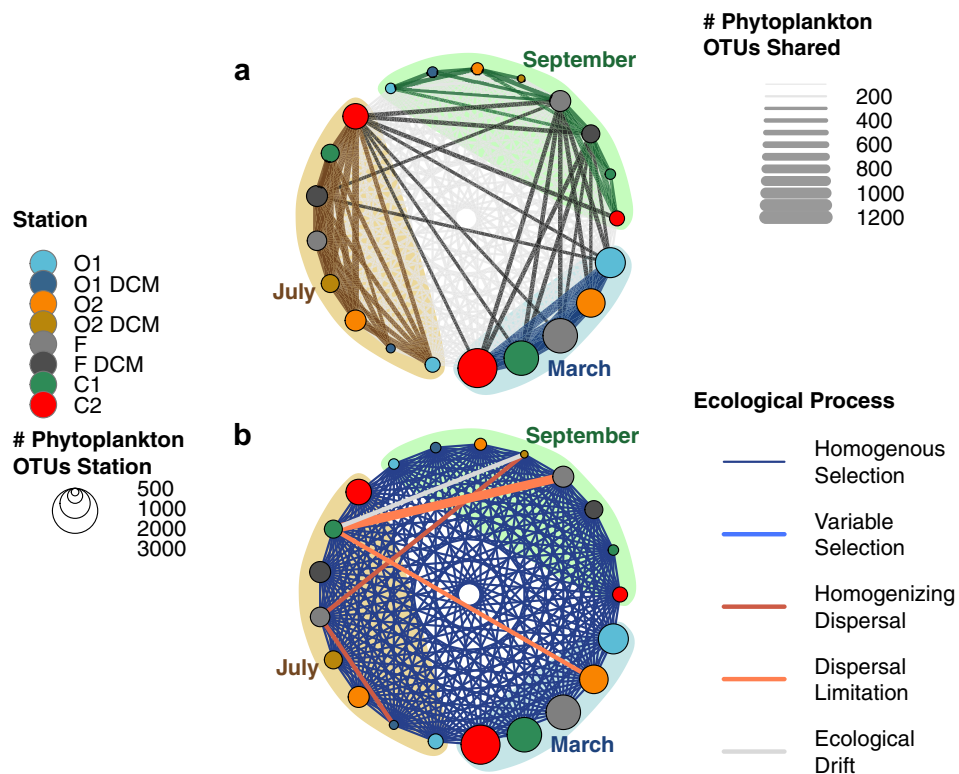 a
September
July
March
# Phytoplankton
OTUs Shared
200
400
600
800
1000
1200
Station
O1
O1 DCM
O2
O2 DCM
F
F DCM
C1
C2
# Phytoplankton
OTUs Station
500
1000
2000
3000
b
September
July
March
Ecological Process
Homogenous
Selection
Variable
Selection
Homogenizing
Dispersal
Dispersal
Limitation
Ecological
Drift